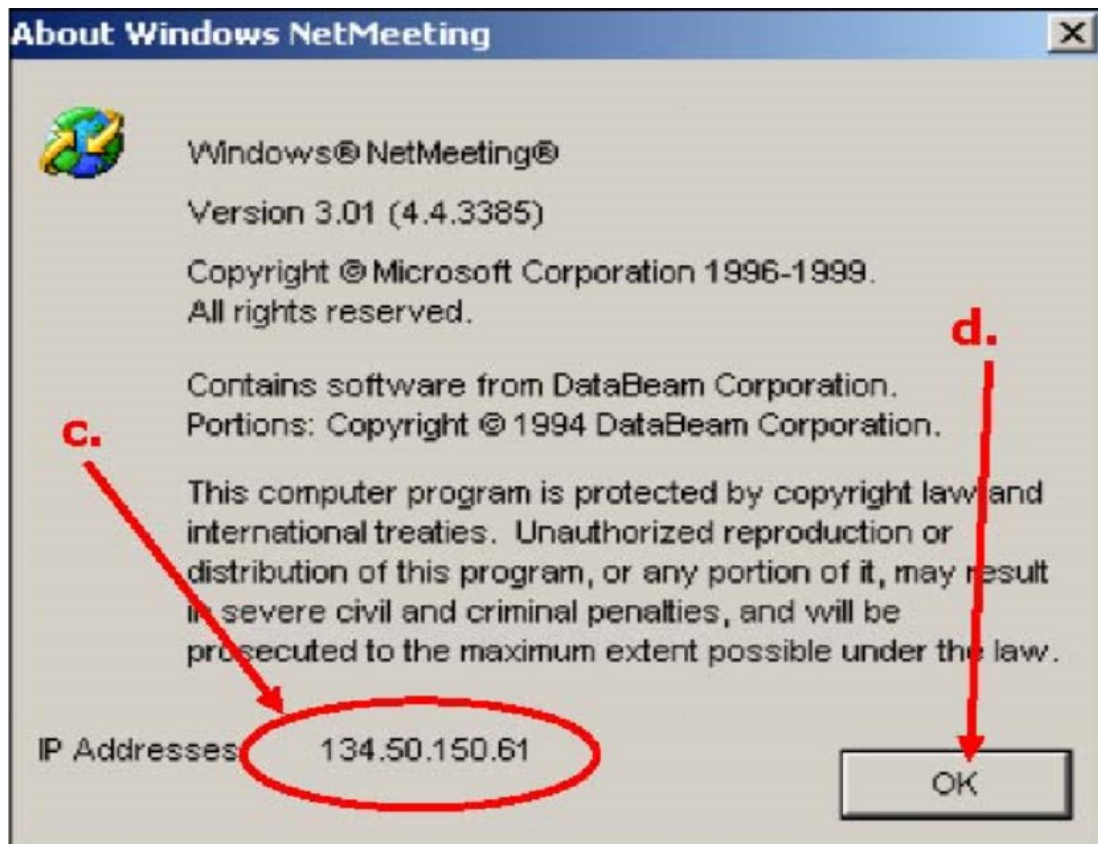 About Windows NetMeeting
Windows® NetMeeting®
Version 3.01 (4.4.3385)
Copyright © Microsoft Corporation 1996-1999.
All rights reserved.
d.
Contains software from DataBeam Corporation.
Portions: Copyright © 1994 DataBeam Corporation.
c.
This computer program is protected by copyright law and
international treaties. Unauthorized reproduction or
distribution of this program, or any portion of it, may result
in severe civil and criminal penalties, and will be
prosecuted to the maximum extent possible under the law.
IP Addresses 134.50.150.61
OK